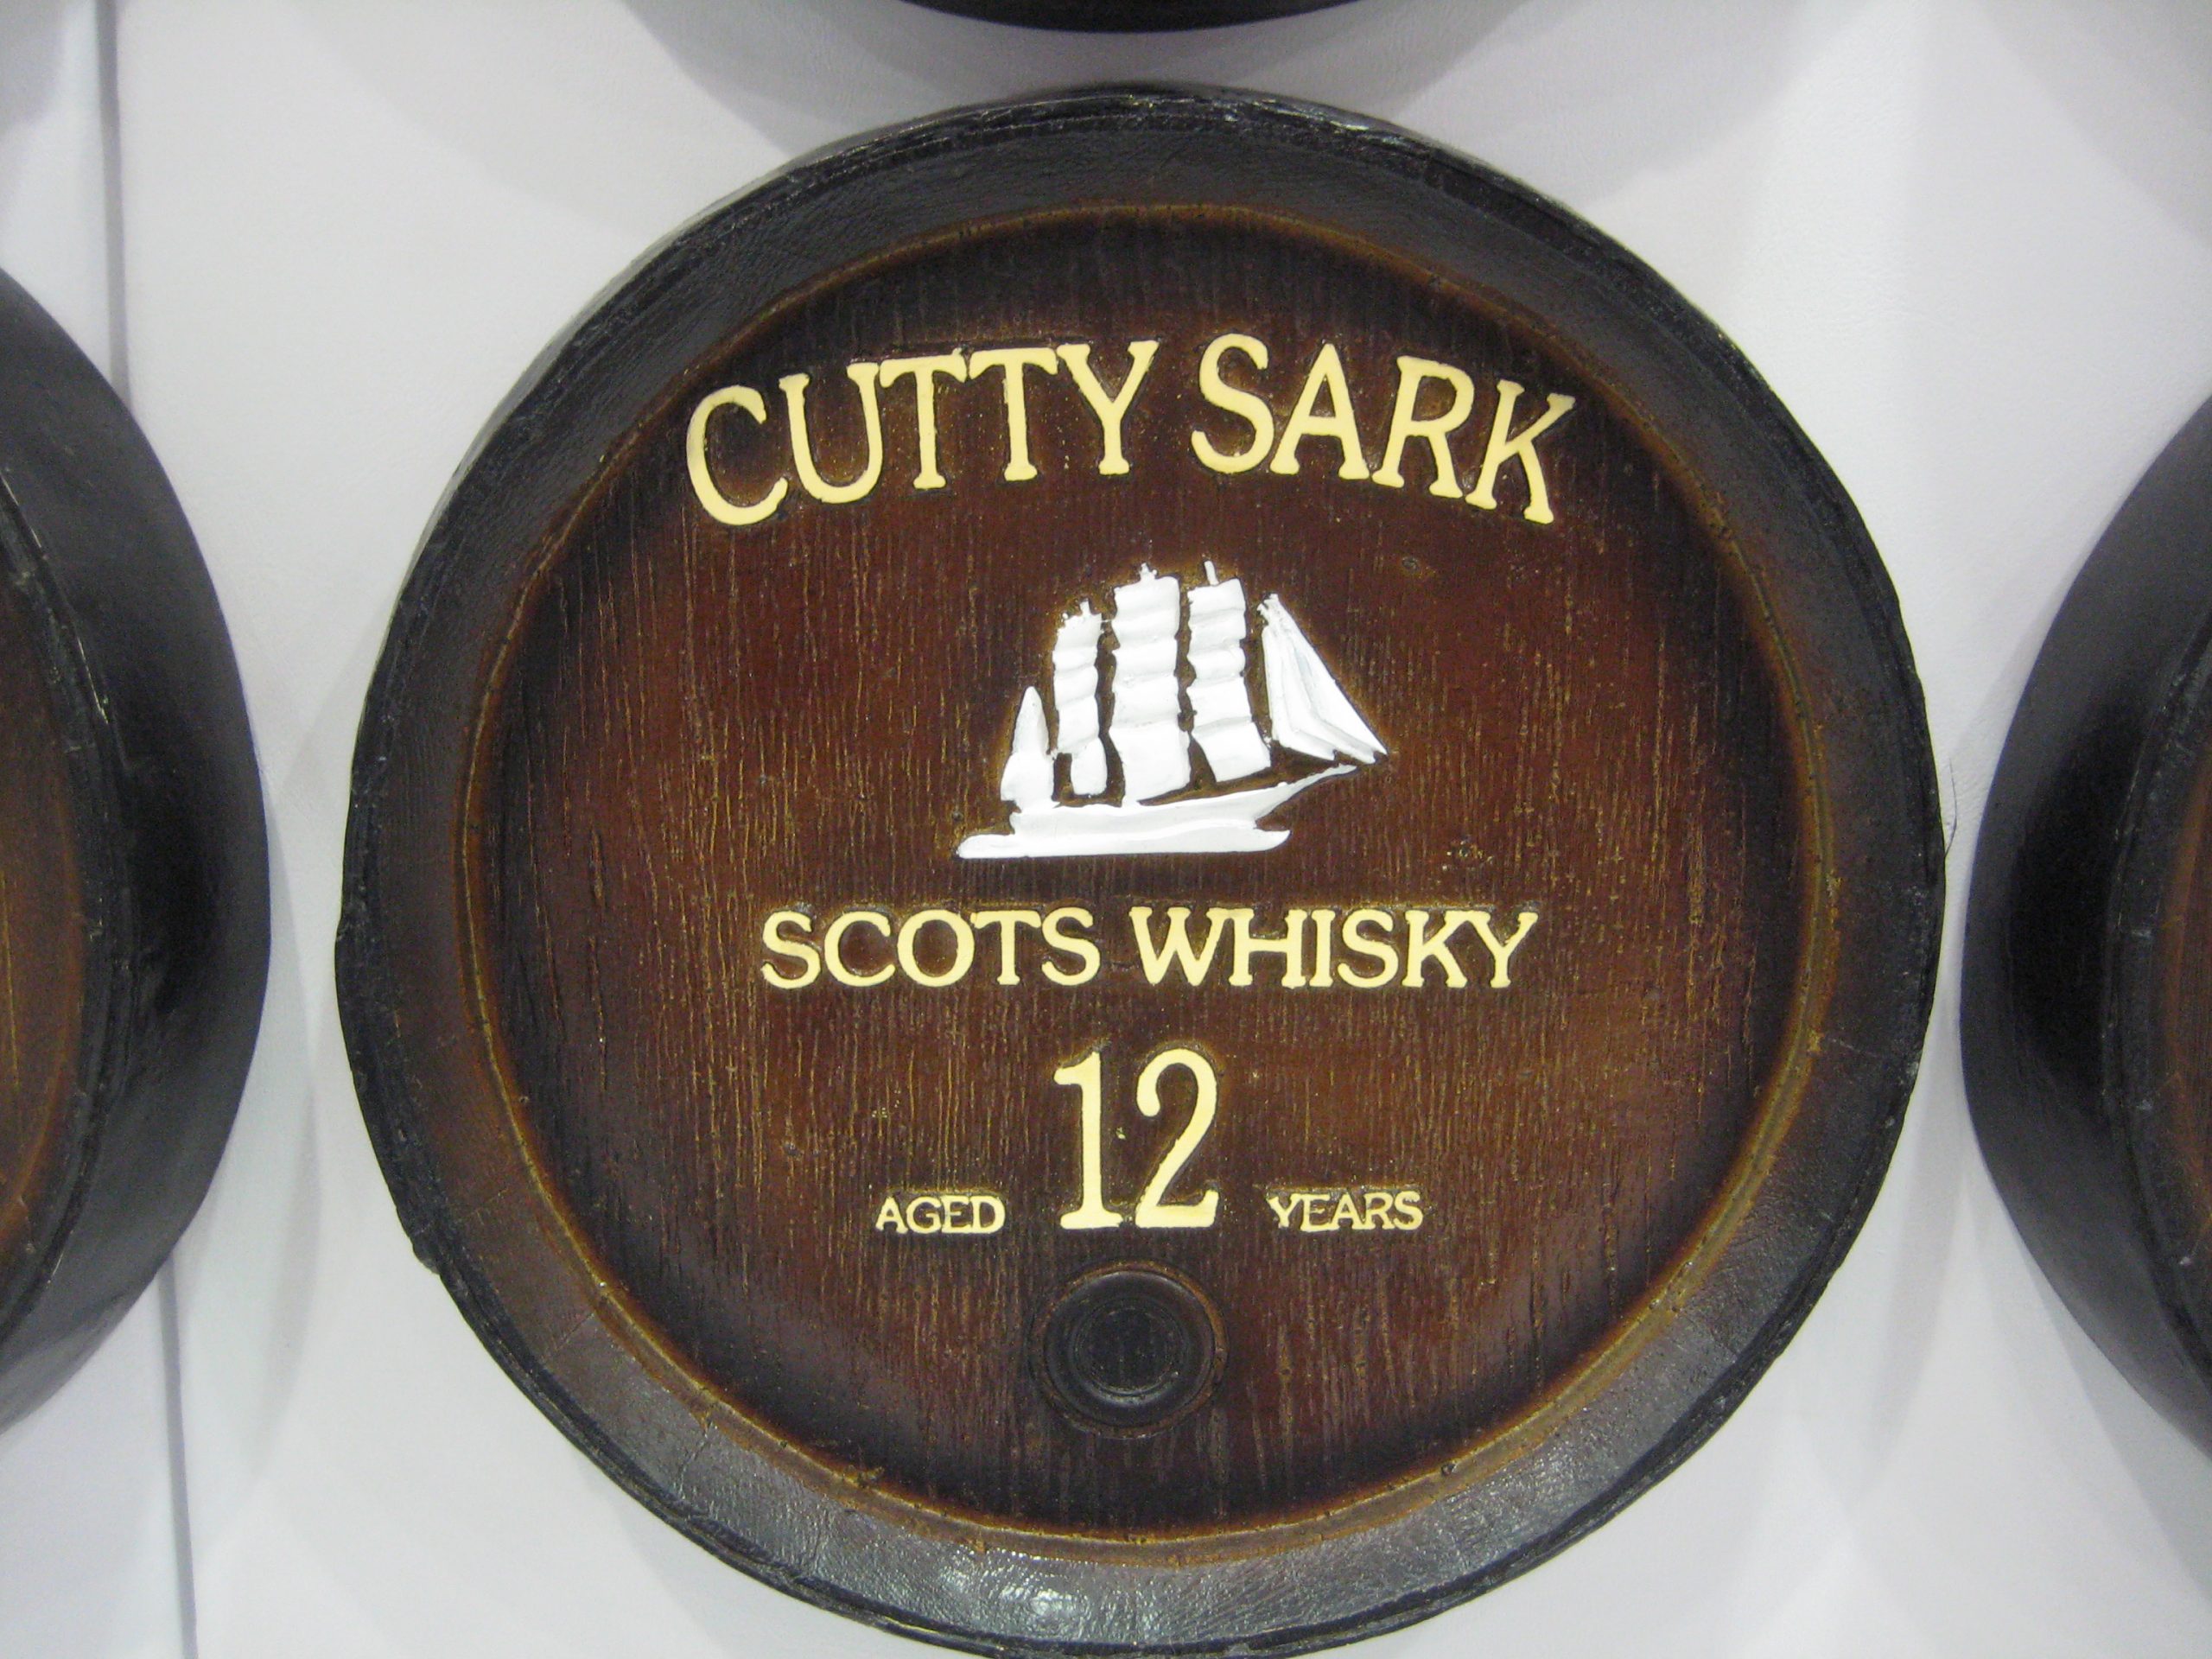 CUTTY SARK
SCOTS WHISKY
AGED 12 YEARS